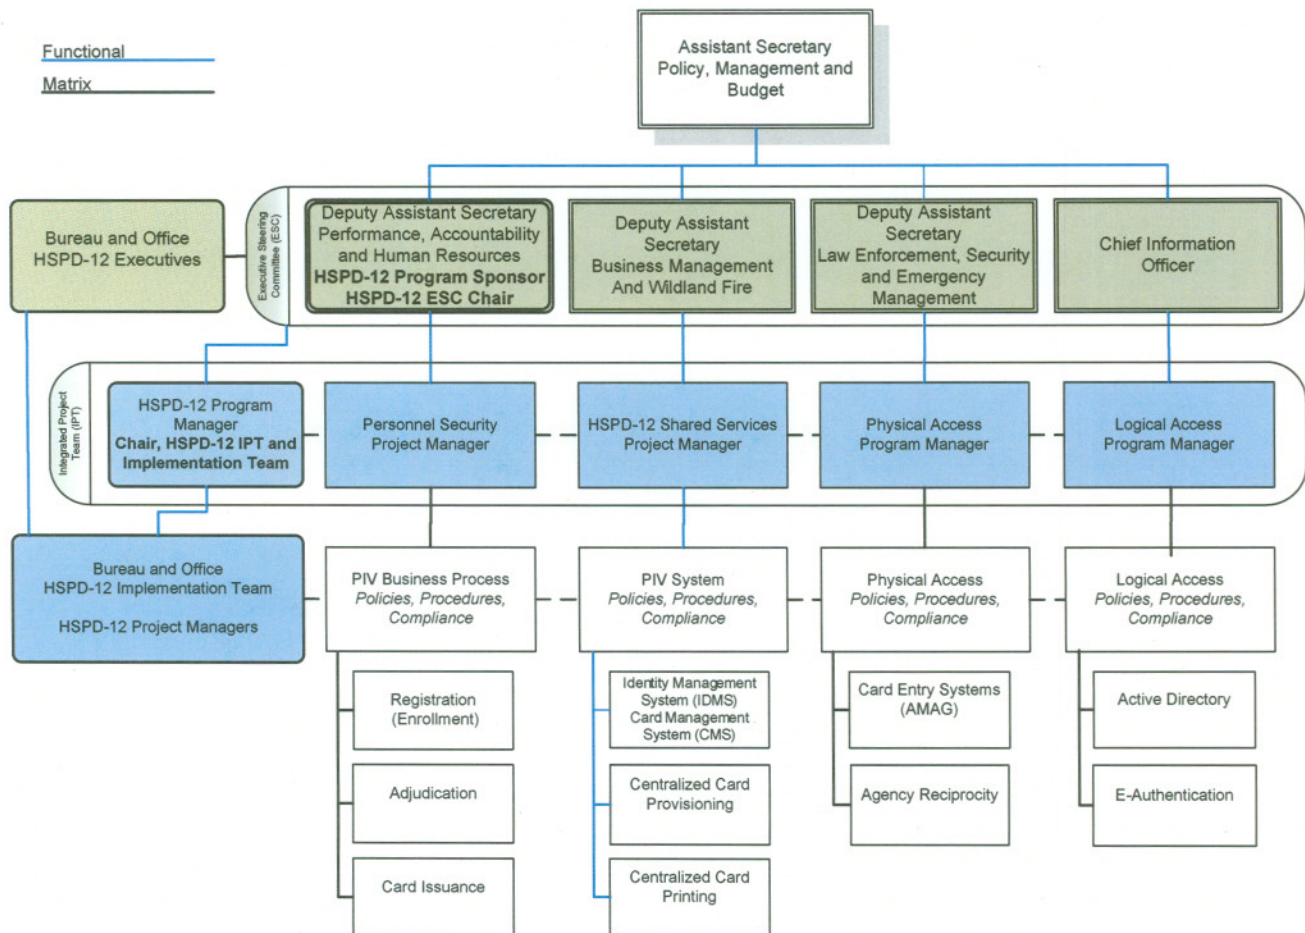 Functional
Matrix
Assistant Secretary
Policy, Management and
Budget
Bureau and Office
HSPD-12 Executives
Executive Steering
Committee (ESC)
Deputy Assistant Secretary
Performance, Accountability
and Human Resources
HSPD-12 Program Sponsor
HSPD-12 ESC Chair
Deputy Assistant
Secretary
Business Management
And Wildland Fire
Deputy Assistant
Secretary
Law Enforcement, Security
and Emergency
Management
Chief Information
Officer
Integrated Project
Team (IPT)
HSPD-12 Program
Manager
Chair, HSPD-12 IPT and
Implementation Team
Personnel Security
Project Manager
HSPD-12 Shared Services
Project Manager
Physical Access
Program Manager
Logical Access
Program Manager
Bureau and Office
HSPD-12 Implementation Team
HSPD-12 Project Managers
PIV Business Process
Policies, Procedures,
Compliance
PIV System
Policies, Procedures,
Compliance
Physical Access
Policies, Procedures,
Compliance
Logical Access
Policies, Procedures,
Compliance
Registration
(Enrollment)
Identity Management
System (IDMS)
Card Management
System (CMS)
Card Entry Systems
(AMAG)
Active Directory
Adjudication
Centralized Card
Provisioning
Agency Reciprocity
E-Authentication
Card Issuance
Centralized Card
Printing